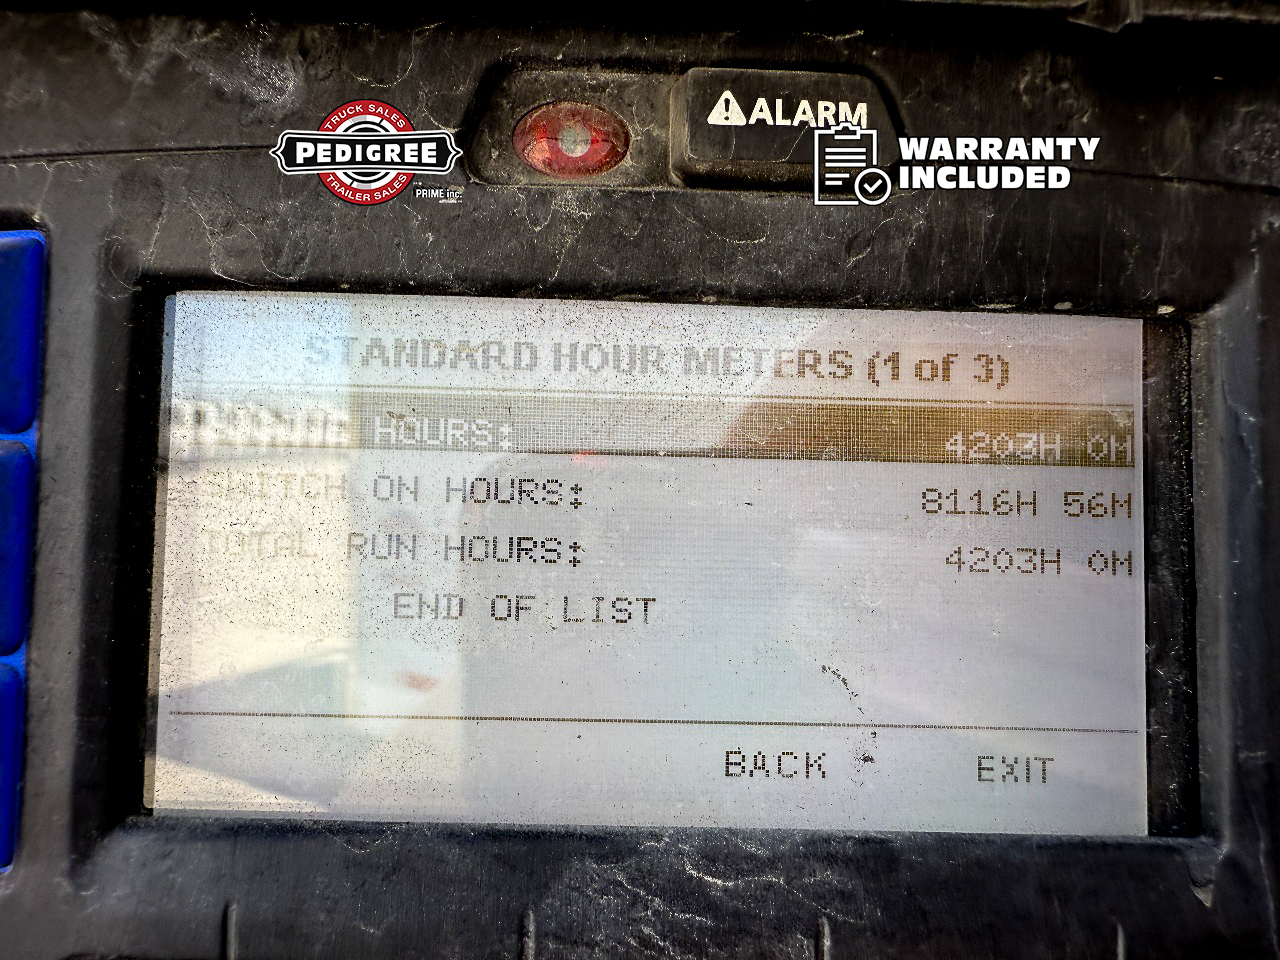 ALARM
TRUCK SALES
PEDIGREE
TRAILER SALES
PRIME inc.
WARRANTY
INCLUDED
STANDARD HOUR METERS (1 of 3)
HOURS: 4203H 0M
SWITCH ON HOURS: 8116H 56M
TOTAL RUN HOURS: 4203H 0M
END OF LIST
BACK EXIT